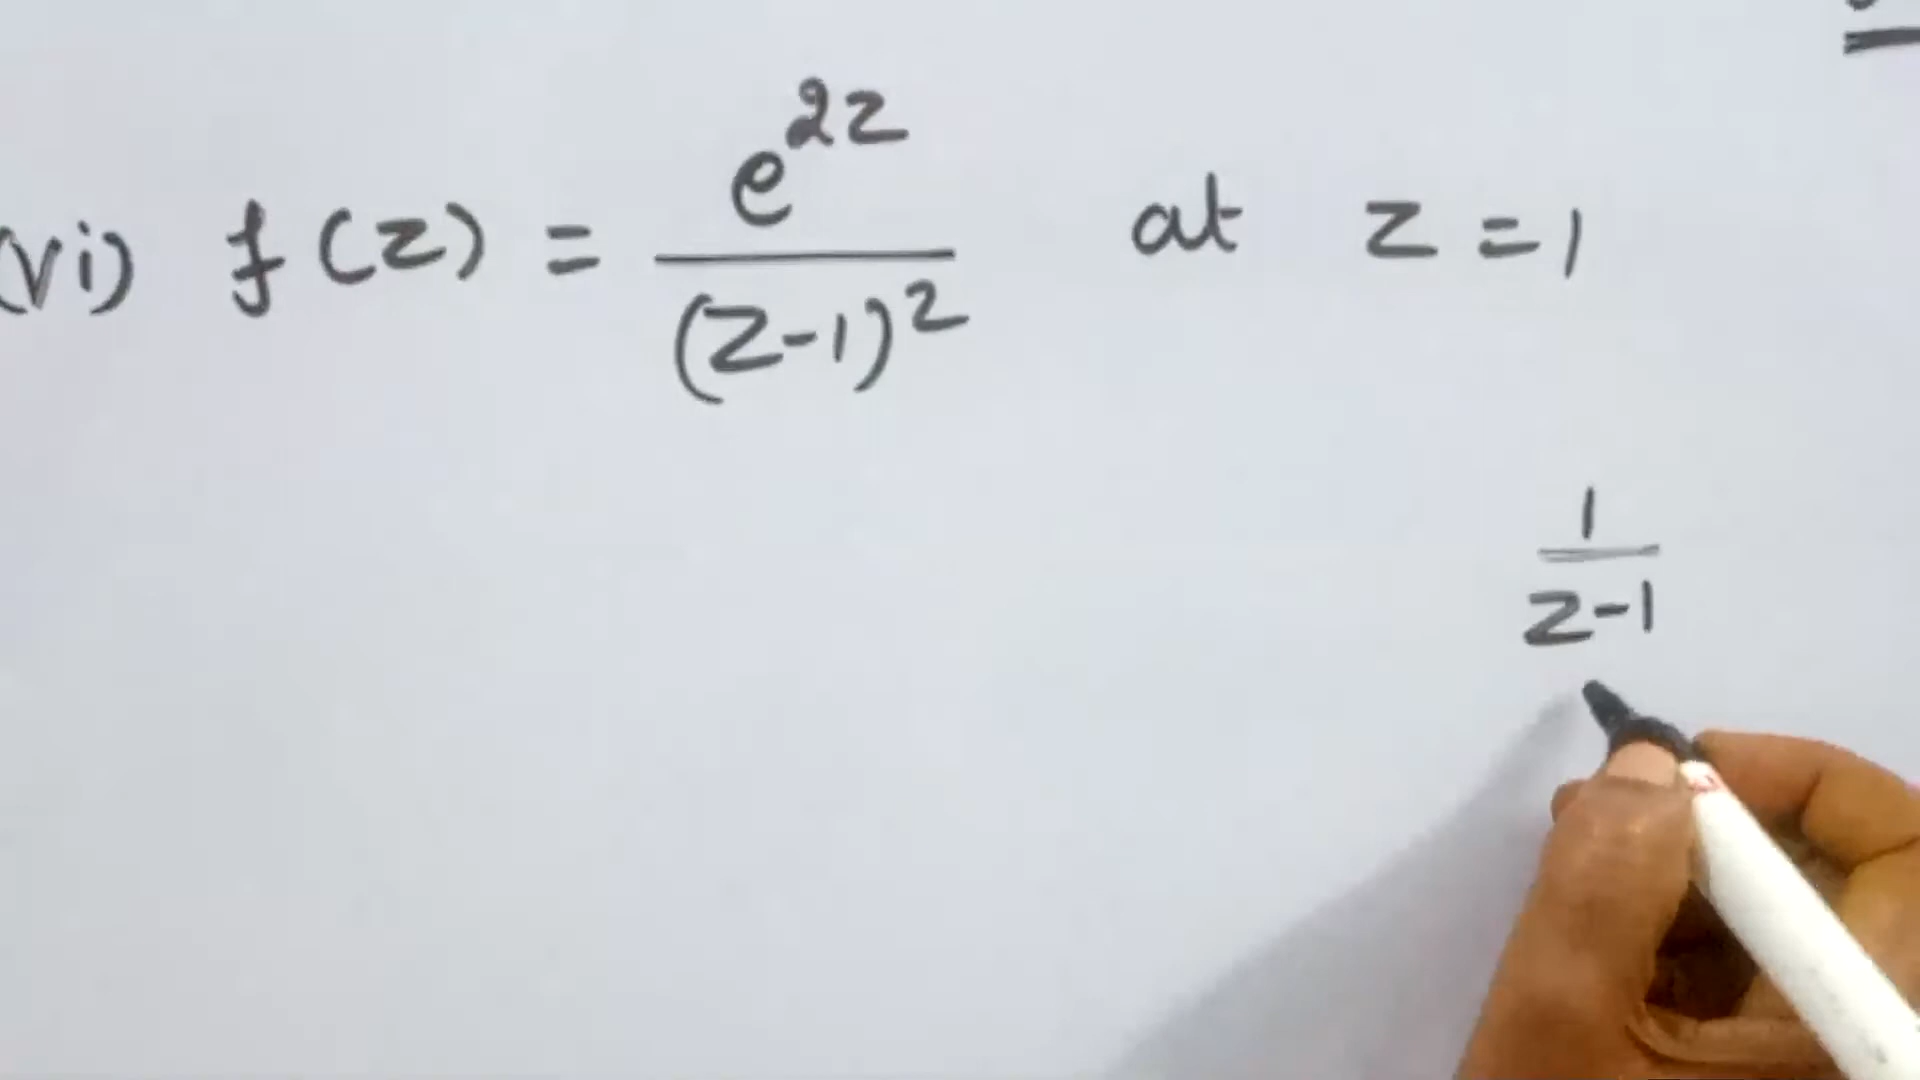 (vi) f(z) = e^{2z} / (z-1)^2 at z = 1
1 / z-1